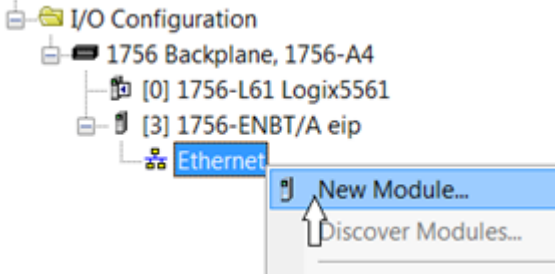 I/O Configuration
1756 Backplane, 1756-A4
[0] 1756-L61 Logix5561
[3] 1756-ENBT/A eip
Ethernet
New Module...
Discover Modules...